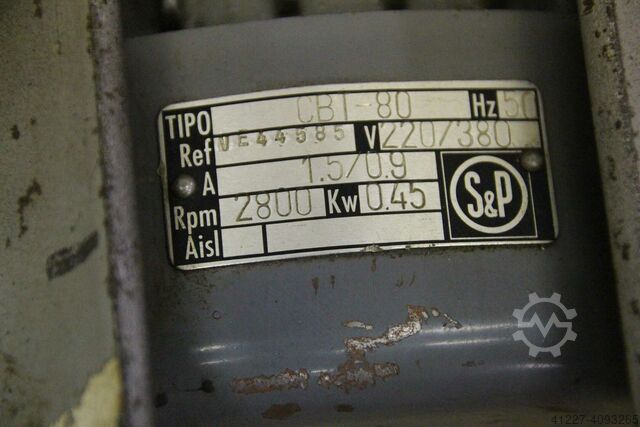 TIPO CBT-80 Hz 50
Ref VE44585 V 220/380
A 1.5/0.9
Rpm 2800 Kw 0.45
Aisl
S&P
41227-4093265